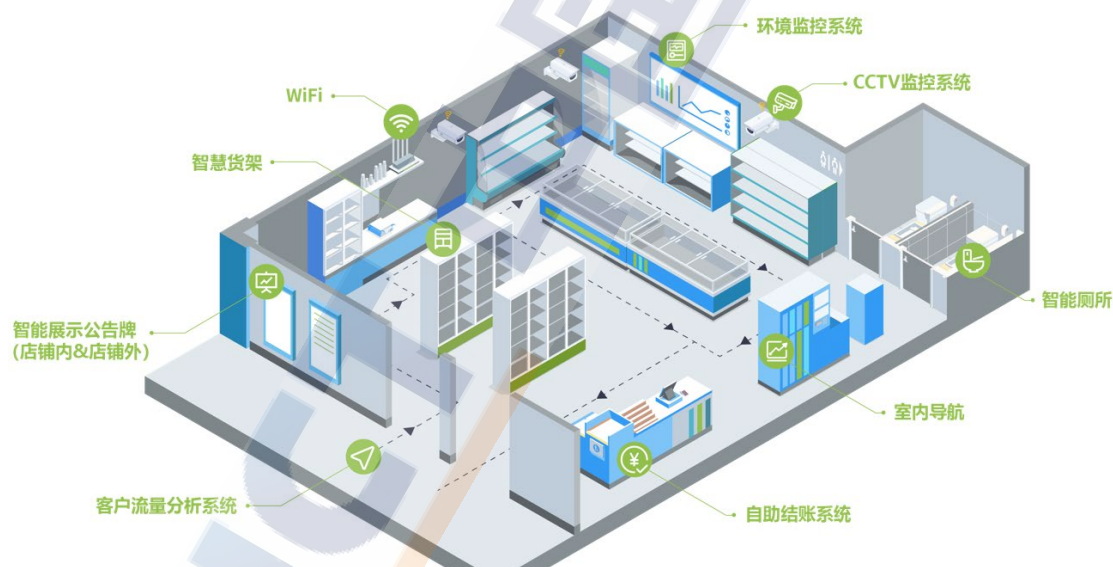 环境监控系统
CCTV监控系统
WiFi
智慧货架
智能厕所
智能展示公告牌
(店铺内&店铺外)
室内导航
客户流量分析系统
自助结账系统